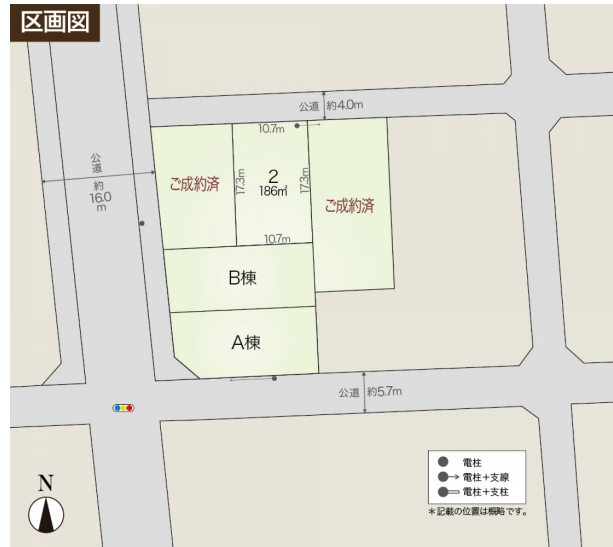 区画図
公道 約4.0m
10.7m
公道 約16.0m
ご成約済
17.3m
2
186㎡
17.3m
ご成約済
10.7m
B棟
A棟
公道 約5.7m
N
電柱
電柱+支線
電柱+支柱
*記載の位置は概略です。